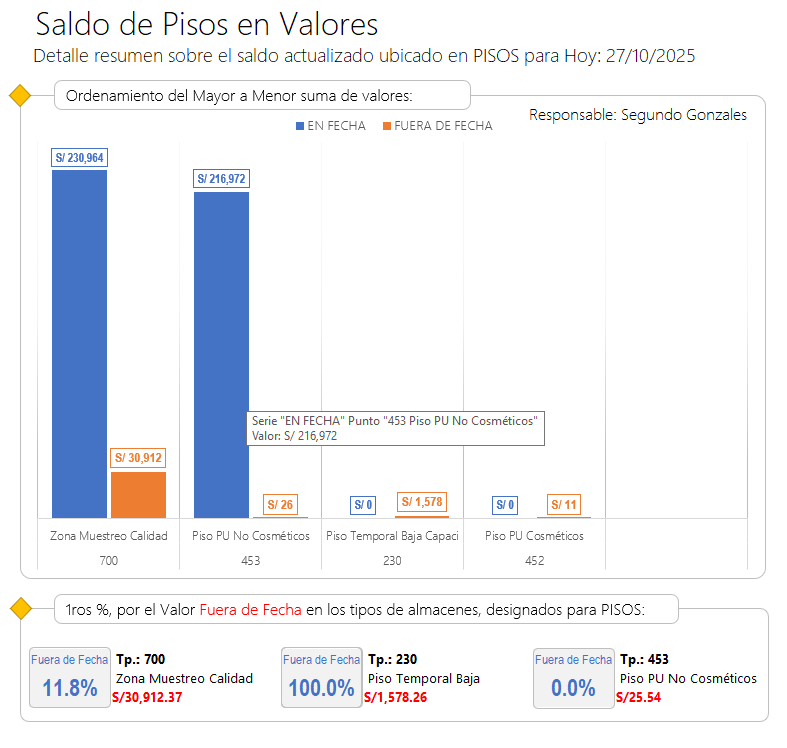 Saldo de Pisos en Valores
Detalle resumen sobre el saldo actualizado ubicado en PISOS para Hoy: 27/10/2025
Ordenamiento del Mayor a Menor suma de valores:
Responsable: Segundo Gonzales
EN FECHA FUERA DE FECHA
S/ 230,964
S/ 216,972
Serie "EN FECHA" Punto "453 Piso PU No Cosméticos"
Valor: S/ 216,972
S/ 30,912
S/ 26
S/ 0
S/ 1,578
S/ 0
S/ 11
Zona Muestreo Calidad Piso PU No Cosméticos Piso Temporal Baja Capaci Piso PU Cosméticos
700 453 230 452
1ros %, por el Valor Fuera de Fecha en los tipos de almacenes, designados para PISOS:
Fuera de Fecha
11.8%
Tp.: 700
Zona Muestreo Calidad
S/30,912.37
Fuera de Fecha
100.0%
Tp.: 230
Piso Temporal Baja
S/1,578.26
Fuera de Fecha
0.0%
Tp.: 453
Piso PU No Cosméticos
S/25.54